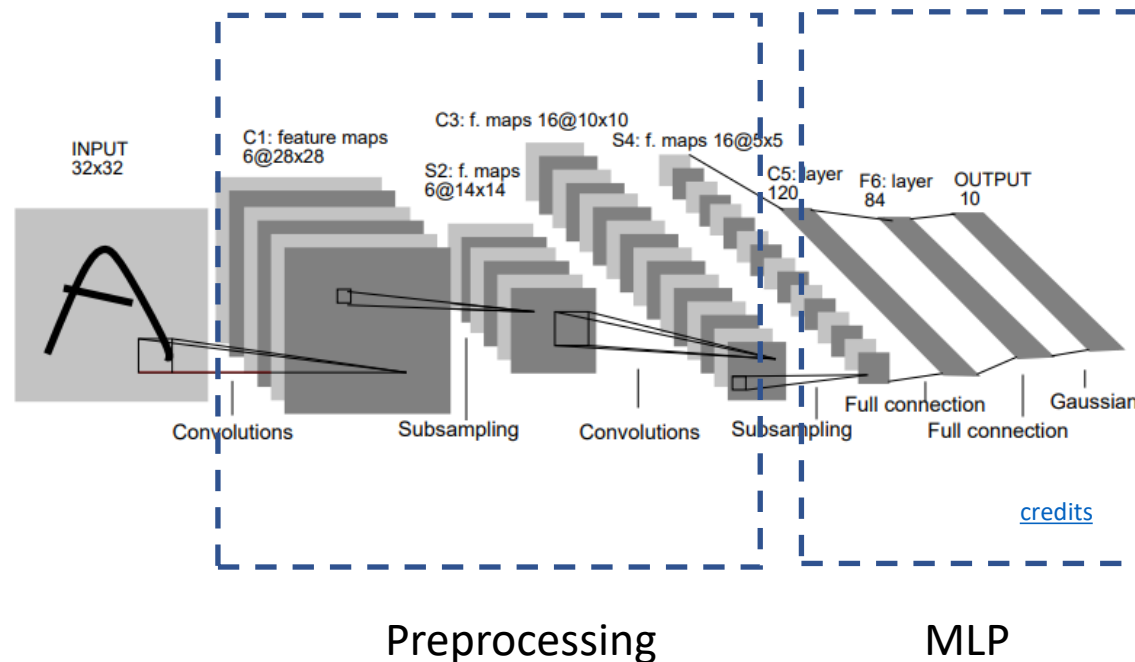 INPUT
32x32
C1: feature maps
6@28x28
S2: f. maps
6@14x14
C3: f. maps 16@10x10
S4: f. maps 16@5x5
C5: layer
120
F6: layer
84
OUTPUT
10
Convolutions
Subsampling
Convolutions
Subsampling
Full connection
Full connection
Gaussian
credits
Preprocessing
MLP